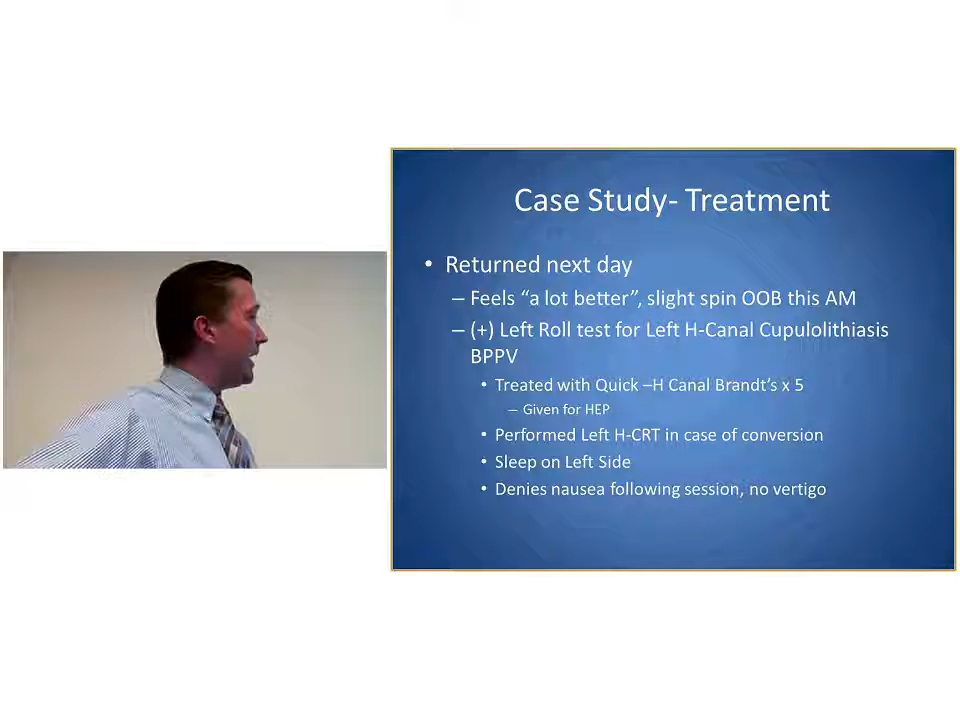 Case Study- Treatment
• Returned next day
– Feels “a lot better”, slight spin OOB this AM
– (+) Left Roll test for Left H-Canal Cupulolithiasis
BPPV
• Treated with Quick –H Canal Brandt’s x 5
– Given for HEP
• Performed Left H-CRT in case of conversion
• Sleep on Left Side
• Denies nausea following session, no vertigo